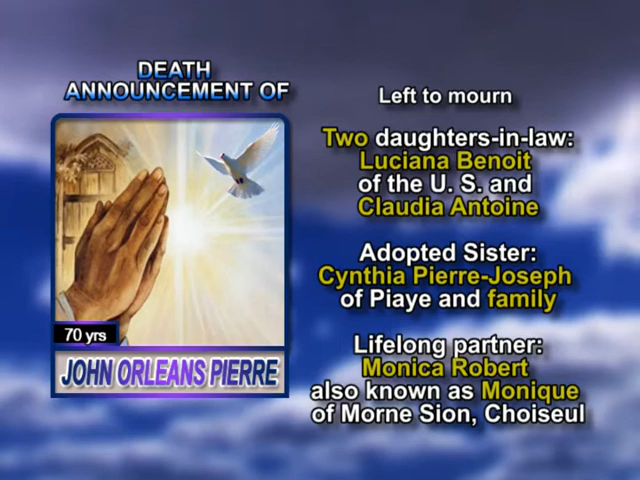 DEATH
ANNOUNCEMENT OF
70 yrs
JOHN ORLEANS PIERRE
Left to mourn
Two daughters-in-law:
Luciana Benoit
of the U. S. and
Claudia Antoine
Adopted Sister:
Cynthia Pierre-Joseph
of Piaye and family
Lifelong partner:
Monica Robert
also known as Monique
of Morne Sion, Choiseul